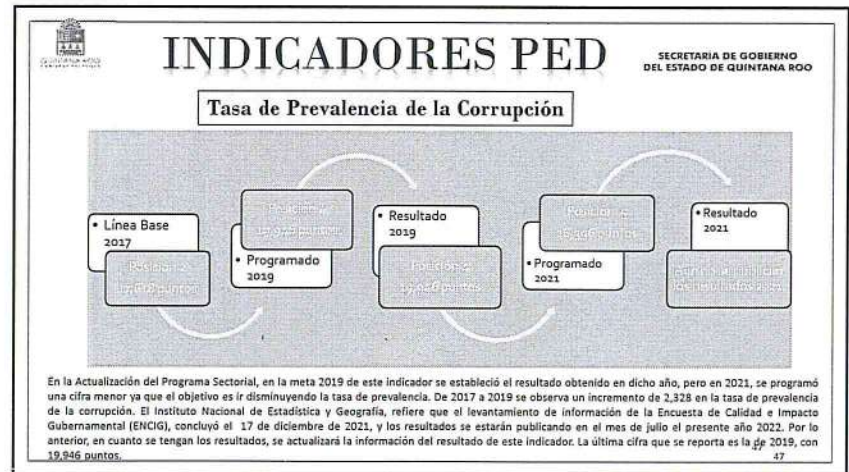 INDICADORES PED
SECRETARÍA DE GOBIERNO
DEL ESTADO DE QUINTANA ROO
Tasa de Prevalencia de la Corrupción
• Línea Base
2017
• Programado
2019
• Resultado
2019
• Programado
2021
• Resultado
2021
En la Actualización del Programa Sectorial, en la meta 2019 de este indicador se estableció el resultado obtenido en dicho año, pero en 2021, se programó
una cifra menor ya que el objetivo es ir disminuyendo la tasa de prevalencia. De 2017 a 2019 se observa un incremento de 2,328 en la tasa de prevalencia
de la corrupción. El Instituto Nacional de Estadística y Geografía, refiere que el levantamiento de información de la Encuesta de Calidad e Impacto
Gubernamental (ENCIG), concluyó el 17 de diciembre de 2021, y los resultados se estarán publicando en el mes de julio el presente año 2022. Por lo
anterior, en cuanto se tengan los resultados, se actualizará la información del resultado de este indicador. La última cifra que se reporta es la de 2019, con
19,946 puntos.
47